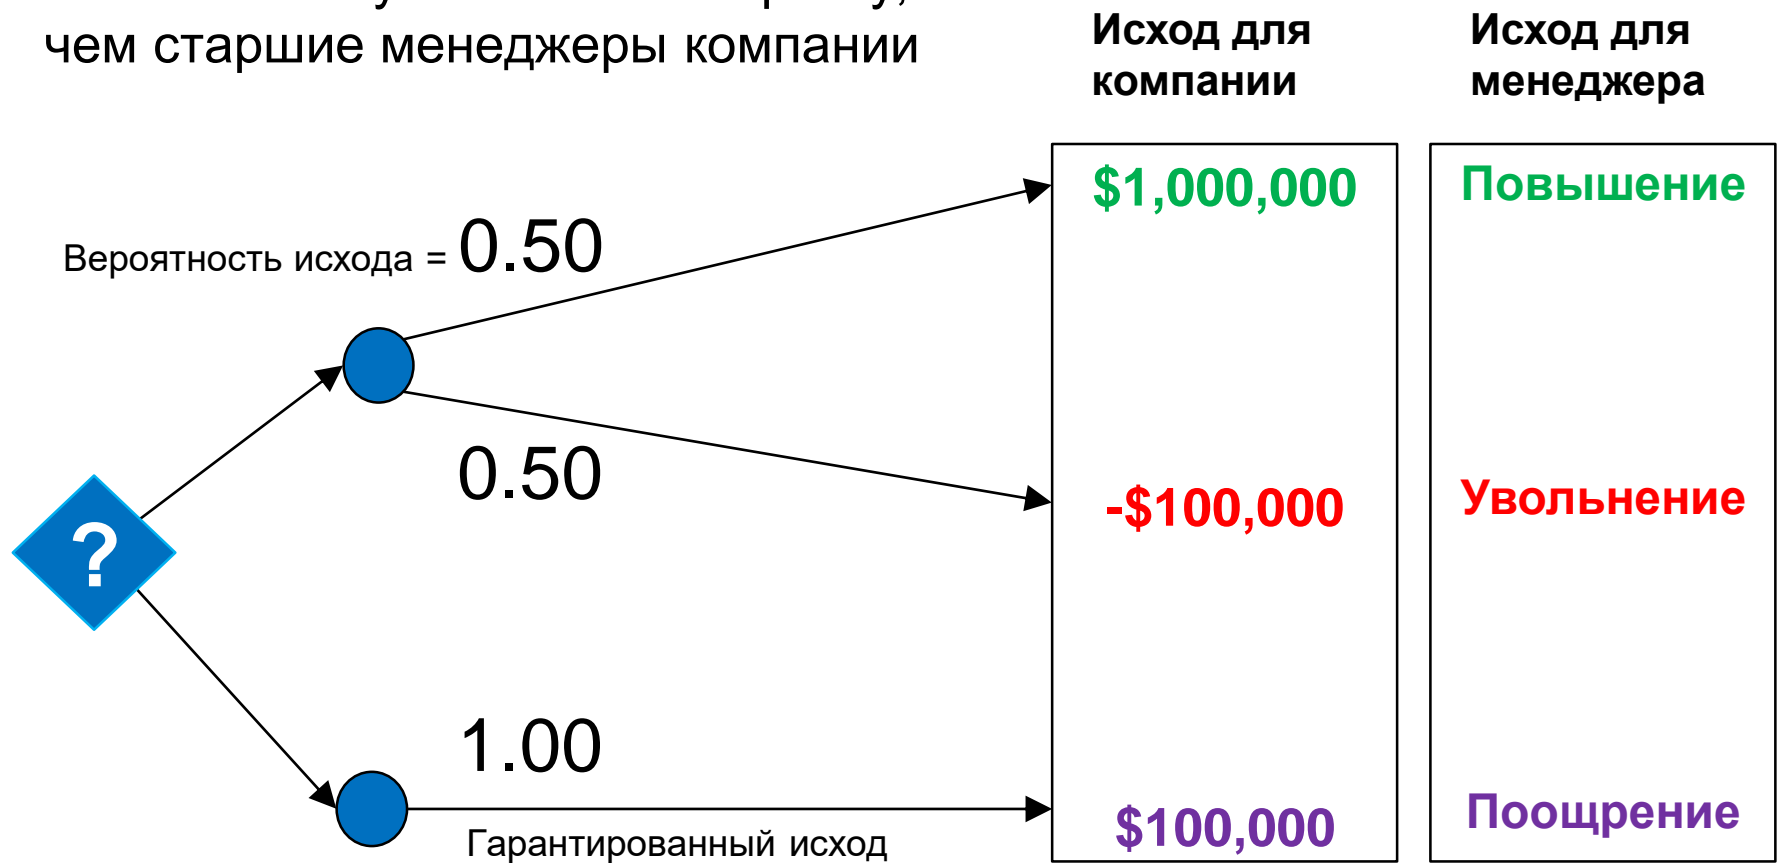 чем старшие менеджеры компании
Исход для
компании
Исход для
менеджера
Вероятность исхода = 0.50
$1,000,000
Повышение
0.50
-$100,000
Увольнение
?
1.00
$100,000
Поощрение
Гарантированный исход